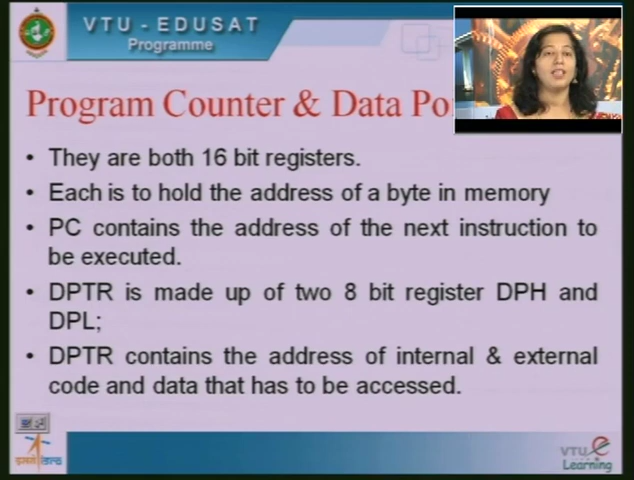 VTU - EDUSAT
Programme
Program Counter & Data Po
• They are both 16 bit registers.
• Each is to hold the address of a byte in memory
• PC contains the address of the next instruction to
be executed.
• DPTR is made up of two 8 bit register DPH and
DPL;
• DPTR contains the address of internal & external
code and data that has to be accessed.
VTU e
Learning